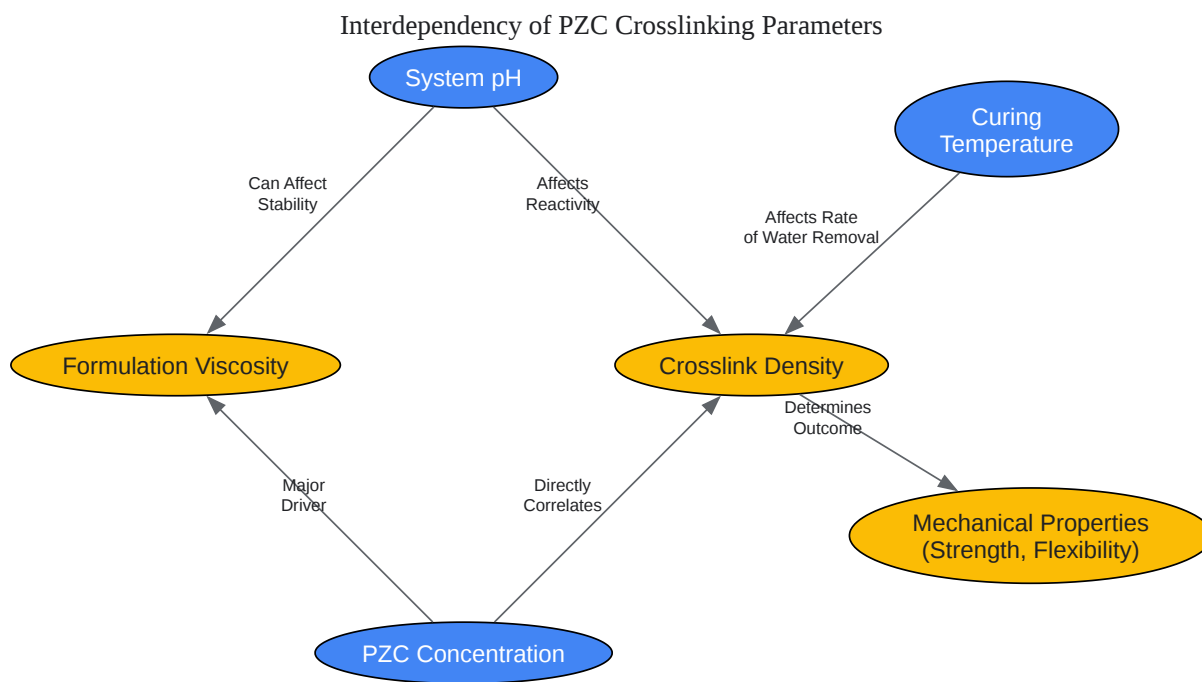 Interdependency of PZC Crosslinking Parameters
System pH
Curing
Temperature
Can Affect
Stability
Affects
Reactivity
Affects Rate
of Water Removal
Formulation Viscosity
Crosslink Density
Determines
Outcome
Major
Driver
Directly
Correlates
Mechanical Properties
(Strength, Flexibility)
PZC Concentration